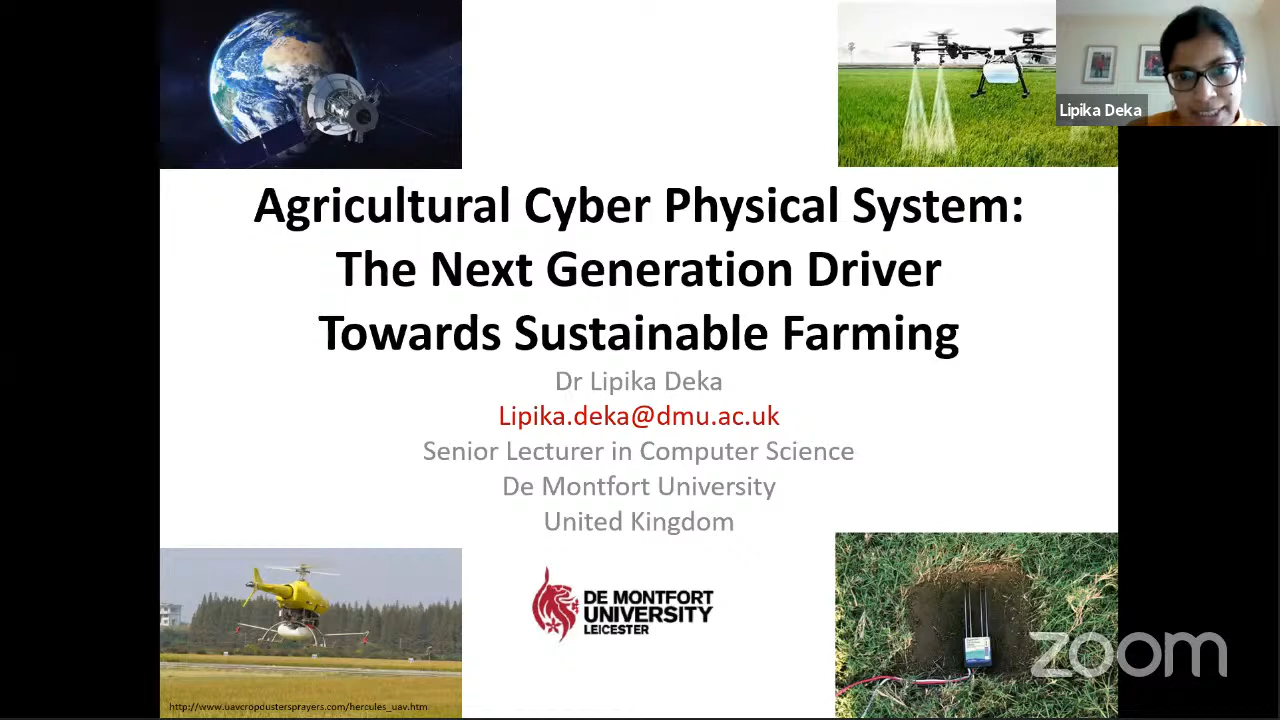 Lipika Deka
Agricultural Cyber Physical System:
The Next Generation Driver
Towards Sustainable Farming
Dr Lipika Deka
Lipika.deka@dmu.ac.uk
Senior Lecturer in Computer Science
De Montfort University
United Kingdom
DE MONTFORT
UNIVERSITY
LEICESTER
zoom
http://www.uavcropdustersprayers.com/hercules_uav.htm